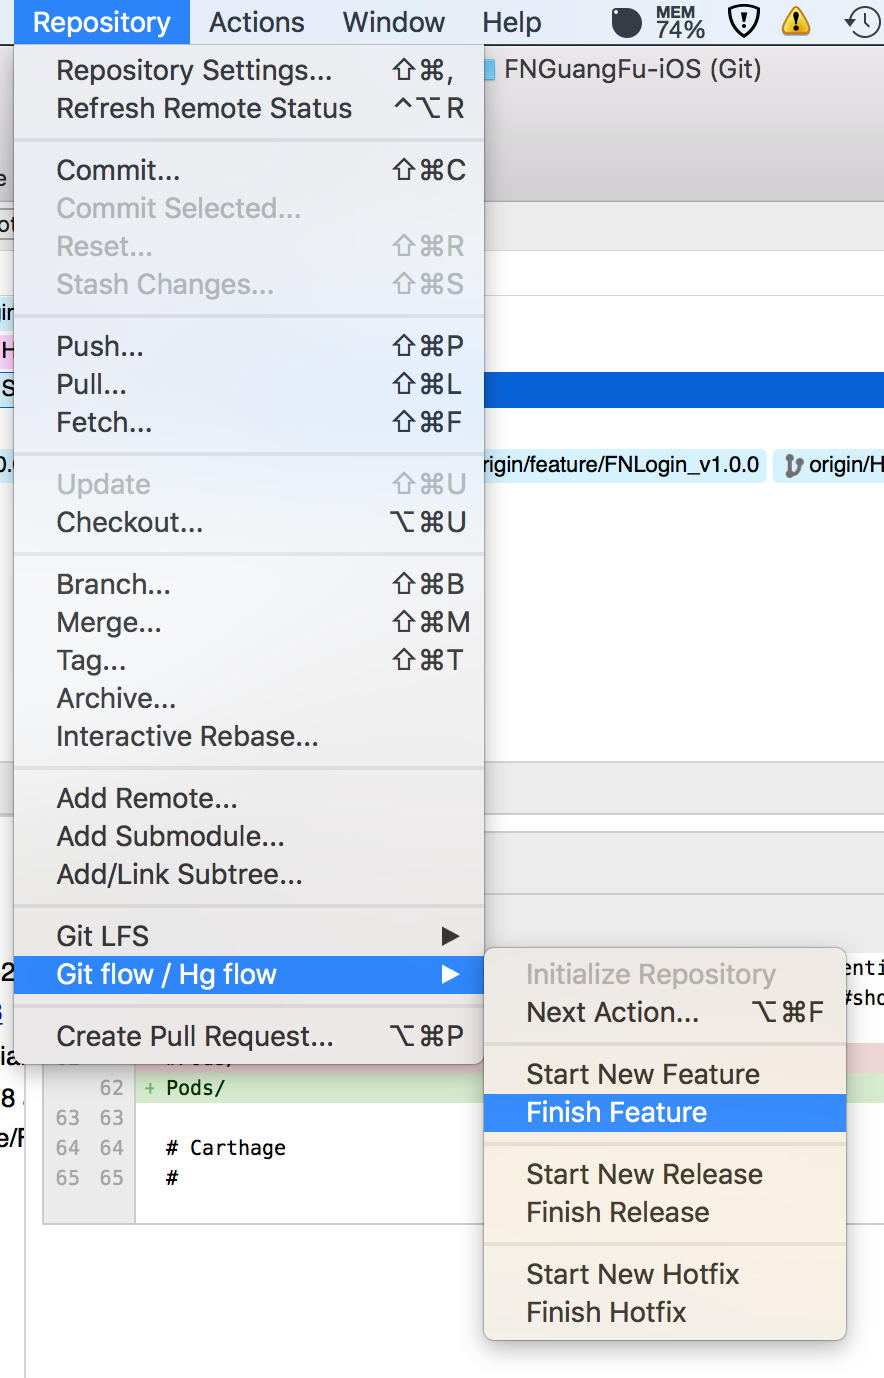 Repository Actions Window Help MEM 74%
FNGuangFu-iOS (Git)
Repository Settings... ⇧⌘,
Refresh Remote Status ^⌥R
Commit... ⇧⌘C
Commit Selected...
Reset... ⇧⌘R
Stash Changes... ⇧⌘S
Push... ⇧⌘P
Pull... ⇧⌘L
Fetch... ⇧⌘F
rigin/feature/FNLogin_v1.0.0 origin/H
Update ⇧⌘U
Checkout... ⌥⌘U
Branch... ⇧⌘B
Merge... ⇧⌘M
Tag... ⇧⌘T
Archive...
Interactive Rebase...
Add Remote...
Add Submodule...
Add/Link Subtree...
Git LFS ▶
Git flow / Hg flow ▶
Create Pull Request... ⌥⌘P
Initialize Repository
Next Action... ⌥⌘F
Start New Feature
Finish Feature
Start New Release
Finish Release
Start New Hotfix
Finish Hotfix
62 + Pods/
63 63
64 64 # Carthage
65 65 #